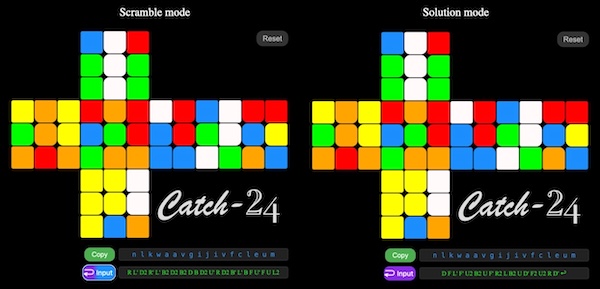 Scramble mode
Solution mode
Reset
Reset
Catch-24
Catch-24
Copy
n l k w a a v g i j i v f c l e u m
Copy
n l k w a a v g i j i v f c l e u m
Input
R L' D2 R' L' B2 D2 B2 D B D2 U' R D2 B' L' B F U' F U L2
Input
D F L' F' U2 B2 U F' R2 L B2 U D' F2 U2 R D'